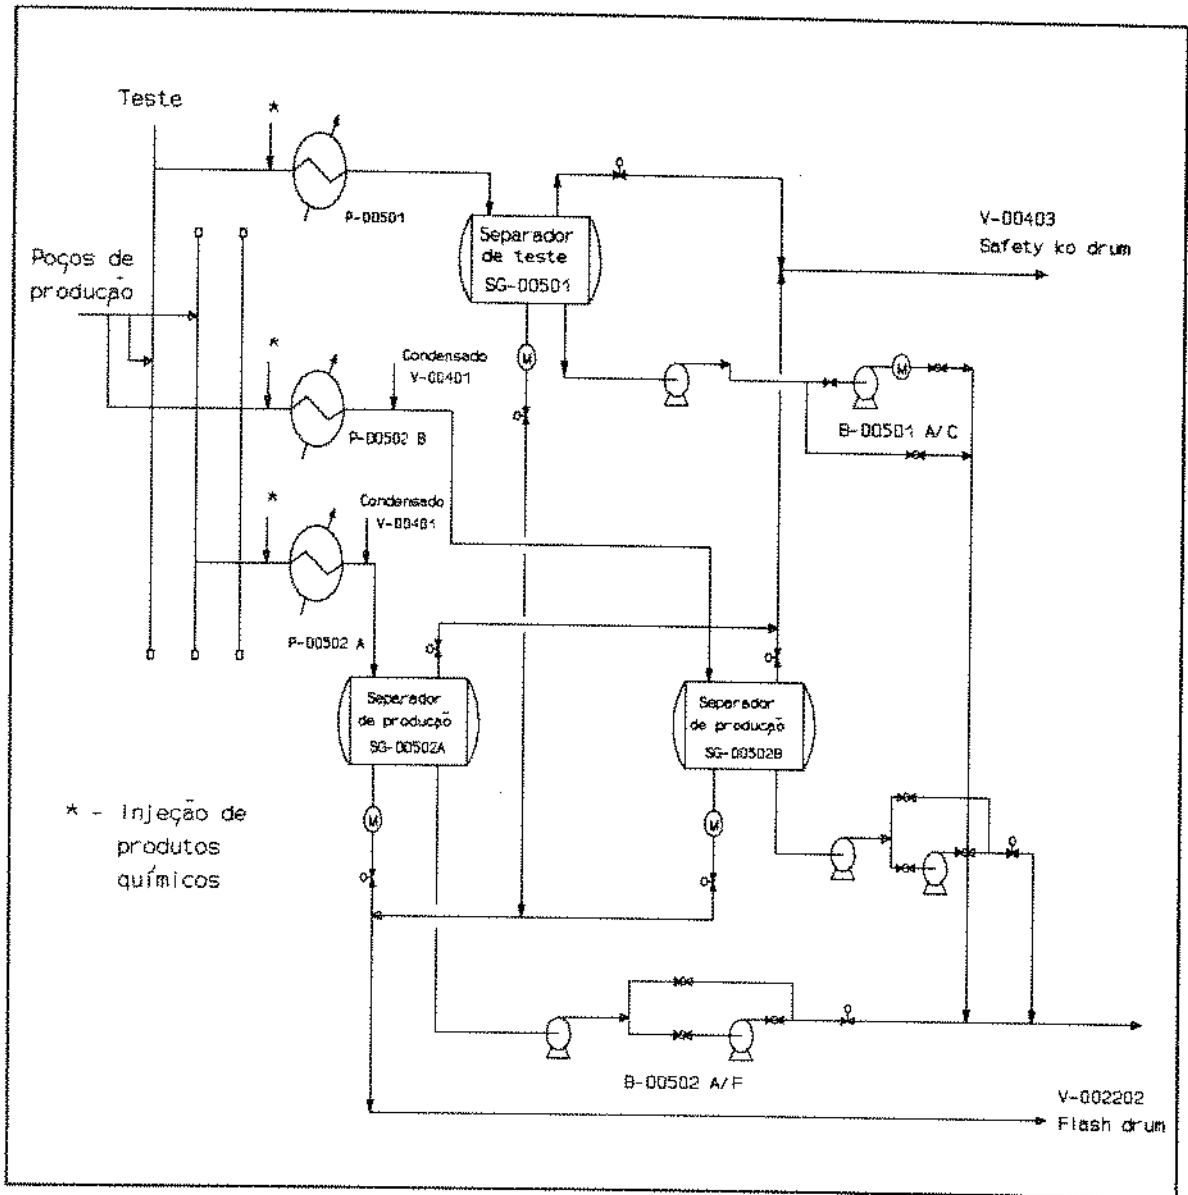 Teste
*
P-00501
Separador
de teste
SG-00501
V-00403
Safety ko drum
Poços de
produção
*
Condensado
V-00401
P-00502 B
M
M
B-00501 A/C
*
Condensado
V-00401
P-00502 A
Separador
de produção
SG-00502A
Separador
de produção
SG-00502B
* - Injeção de
produtos
químicos
M
M
B-00502 A/F
V-002202
Flash drum